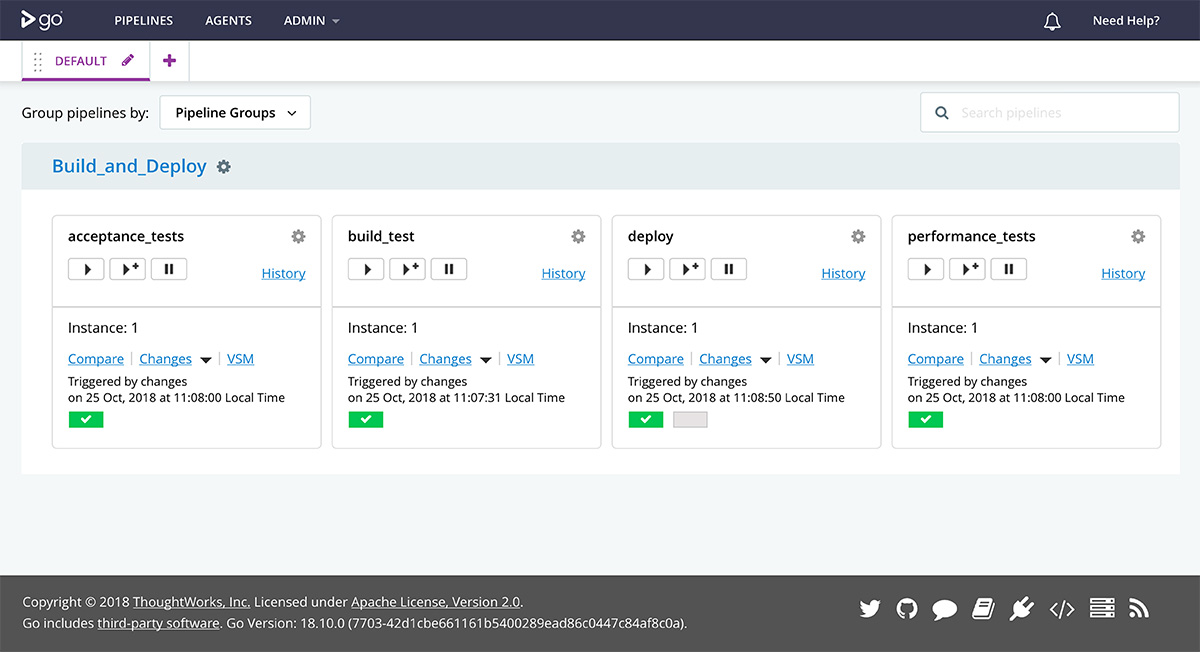 go
PIPELINES AGENTS ADMIN Need Help?
DEFAULT
Group pipelines by: Pipeline Groups Search pipelines
Build_and_Deploy
acceptance_tests build_test deploy performance_tests
History History History History
Instance: 1 Instance: 1 Instance: 1 Instance: 1
Compare Changes VSM Compare Changes VSM Compare Changes VSM Compare Changes VSM
Triggered by changes Triggered by changes Triggered by changes Triggered by changes
on 25 Oct, 2018 at 11:08:00 Local Time on 25 Oct, 2018 at 11:07:31 Local Time on 25 Oct, 2018 at 11:08:50 Local Time on 25 Oct, 2018 at 11:08:00 Local Time
Copyright © 2018 ThoughtWorks, Inc. Licensed under Apache License, Version 2.0.
Go includes third-party software. Go Version: 18.10.0 (7703-42d1cbe661161b5400289ead86c0447c84af8c0a).